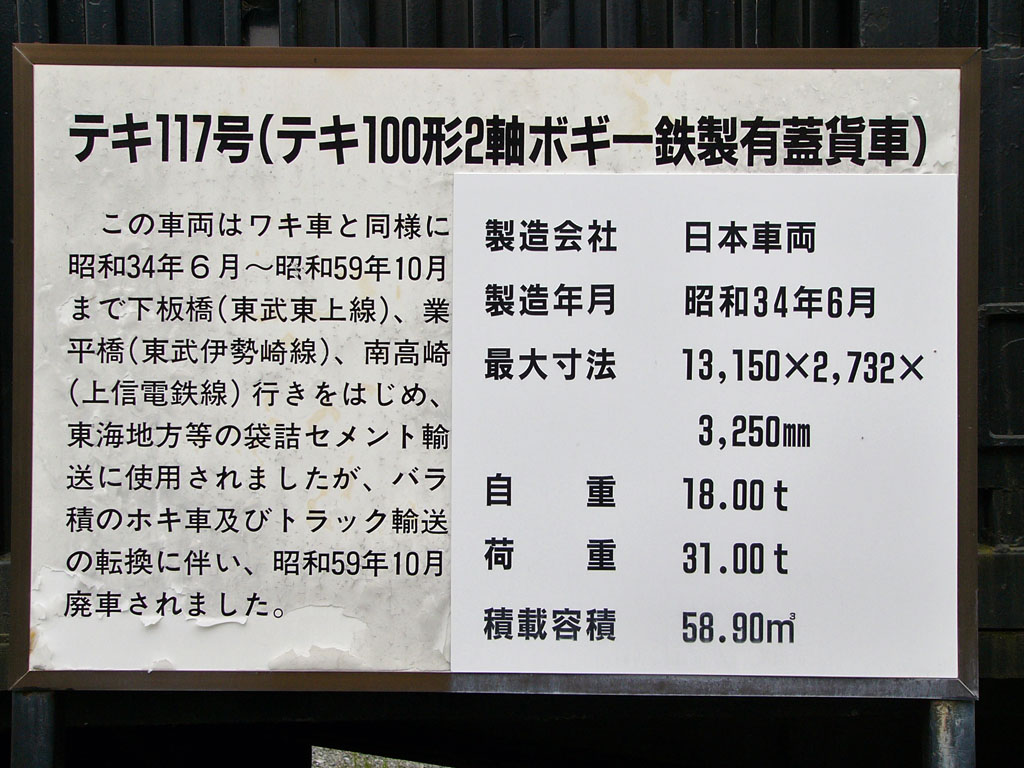 テキ117号(テキ100形2軸ボギー鉄製有蓋貨車)
この車両はワキ車と同様に
昭和34年6月〜昭和59年10月
まで下板橋(東武東上線)、業
平橋(東武伊勢崎線)、南高崎
(上信電鉄線)行きをはじめ、
東海地方等の袋詰セメント輸
送に使用されましたが、バラ
積のホキ車及びトラック輸送
の転換に伴い、昭和59年10月
廃車されました。
製造会社 日本車両
製造年月 昭和34年6月
最大寸法 13,150×2,732×
3,250㎜
自重 18.00t
荷重 31.00t
積載容積 58.90㎥